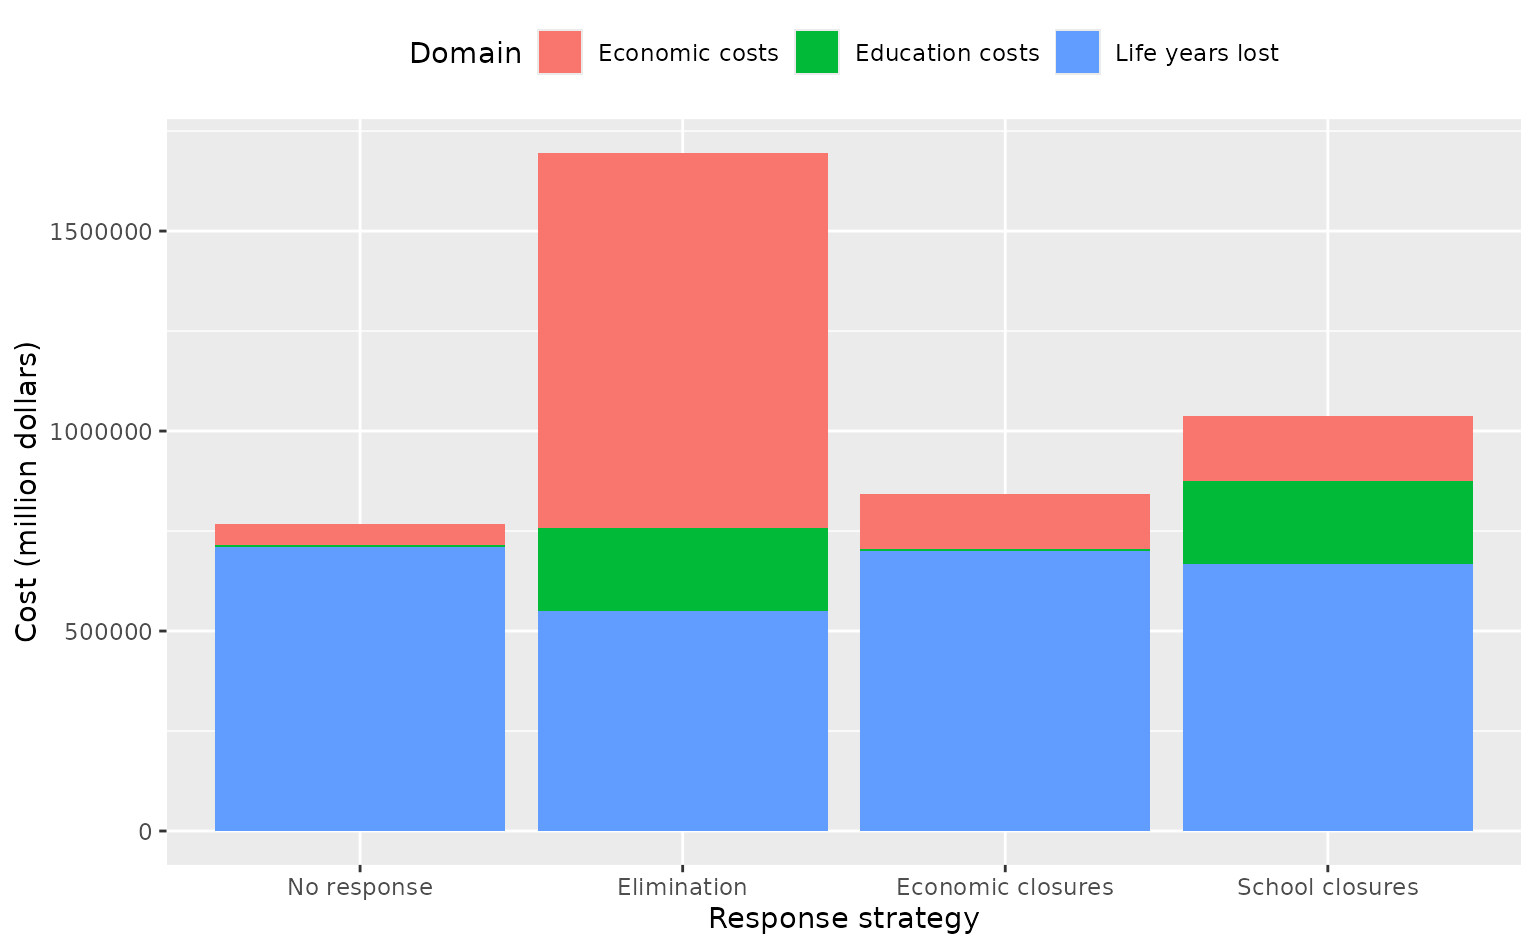 Domain Economic costs Education costs Life years lost
Cost (million dollars)
1500000
1000000
500000
0
No response Elimination Economic closures School closures
Response strategy